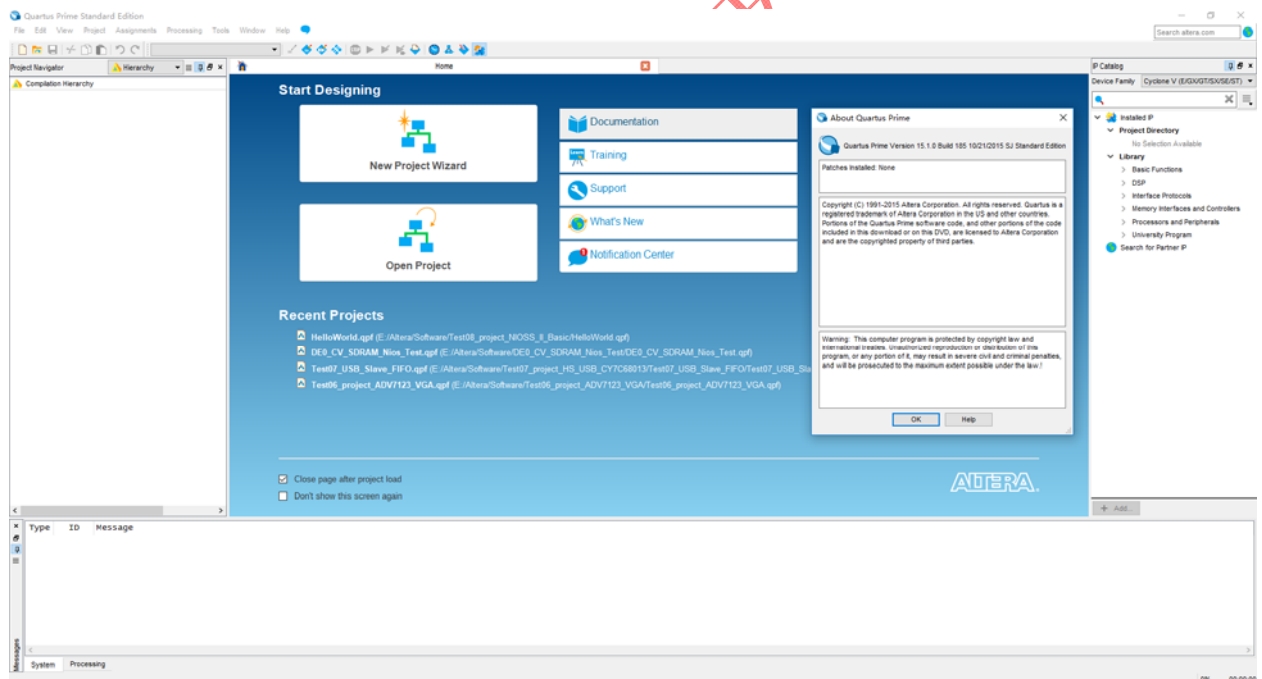 Quartus Prime Standard Edition
File Edit View Project Assignments Processing Tools Window Help
Search altera.com
Project Navigator
Hierarchy
Compilation Hierarchy
Home
Start Designing
New Project Wizard
Open Project
Documentation
Training
Support
What's New
Notification Center
Recent Projects
HelloWorld.qpf (E:/Altera/Software/Test08_project_NIOSS_II_Basic/HelloWorld.qpf)
DE0_CV_SDRAM_Nios_Test.qpf (E:/Altera/Software/DE0_CV_SDRAM_Nios_Test/DE0_CV_SDRAM_Nios_Test.qpf)
Test07_USB_Slave_FIFO.qpf (E:/Altera/Software/Test07_project_HS_USB_CY7C68013/Test07_USB_Slave_FIFO/Test07_USB_Sla
Test06_project_ADV7123_VGA.qpf (E:/Altera/Software/Test06_project_ADV7123_VGA/Test06_project_ADV7123_VGA.qpf)
Close page after project load
Don't show this screen again
ALTERA.
About Quartus Prime
Quartus Prime Version 15.1.0 Build 185 10/21/2015 SJ Standard Edition
Patches Installed: None
Copyright (C) 1991-2015 Altera Corporation. All rights reserved. Quartus is a
registered trademark of Altera Corporation in the US and other countries.
Portions of the Quartus Prime software code, and other portions of the code
included in this download or on this DVD, are licensed to Altera Corporation
and are the copyrighted property of third parties.
Warning: This computer program is protected by copyright law and
international treaties. Unauthorized reproduction or distribution of this
program, or any portion of it, may result in severe civil and criminal penalties,
and will be prosecuted to the maximum extent possible under the law.!
OK
Help
IP Catalog
Device Family Cyclone V (E/GX/GT/SX/SE/ST)
Installed IP
Project Directory
No Selection Available
Library
Basic Functions
DSP
Interface Protocols
Memory Interfaces and Controllers
Processors and Peripherals
University Program
Search for Partner IP
+ Add...
Type ID Message
Messages
System Processing
0% 00:00:00